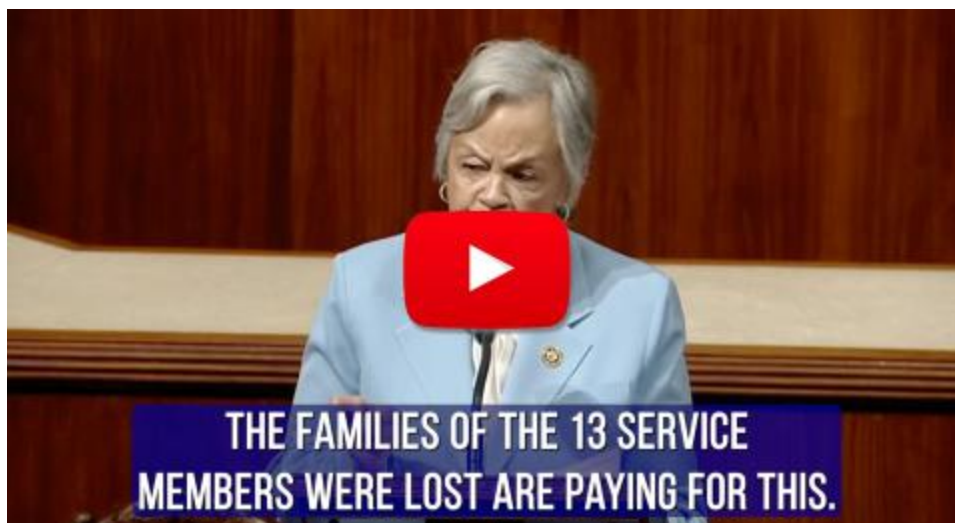 THE FAMILIES OF THE 13 SERVICE
MEMBERS WERE LOST ARE PAYING FOR THIS.